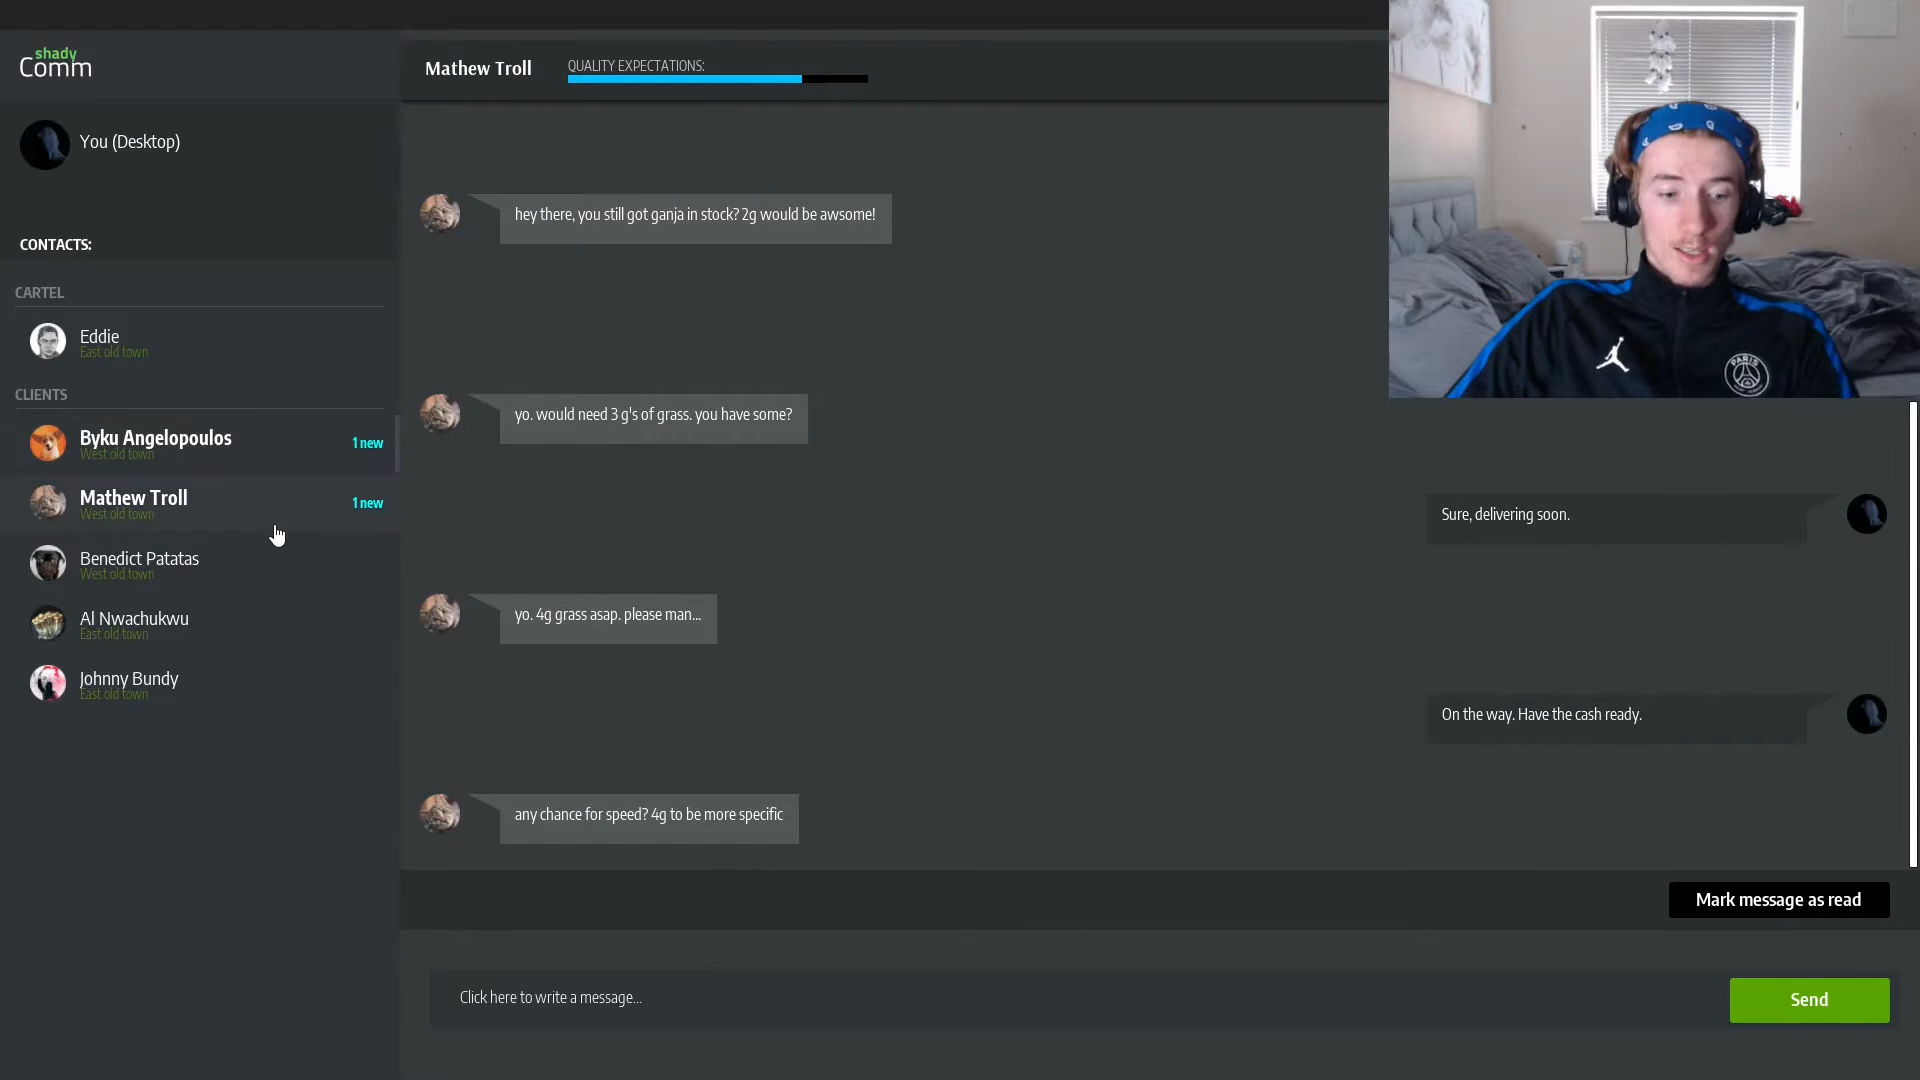 shady
Comm
You (Desktop)
CONTACTS:
CARTEL
Eddie
East old town
CLIENTS
Byku Angelopoulos
West old town
1 new
Mathew Troll
West old town
1 new
Benedict Patatas
West old town
Al Nwachukwu
East old town
Johnny Bundy
East old town
Mathew Troll
QUALITY EXPECTATIONS:
hey there, you still got ganja in stock? 2g would be awsome!
yo. would need 3 g's of grass. you have some?
Sure, delivering soon.
yo. 4g grass asap. please man...
On the way. Have the cash ready.
any chance for speed? 4g to be more specific
Mark message as read
Click here to write a message...
Send
PARIS